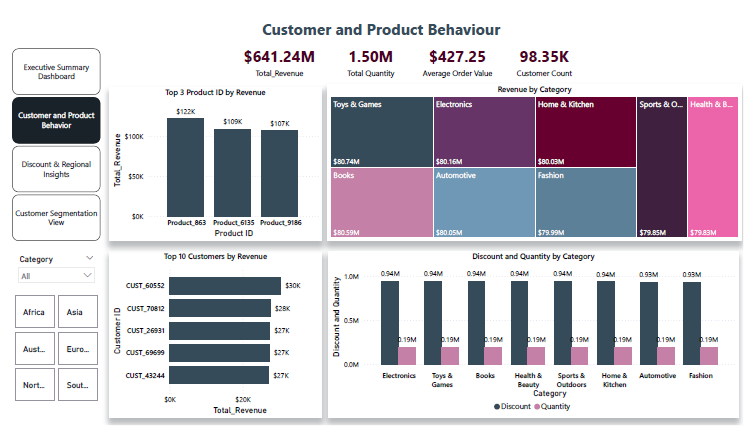 Customer and Product Behaviour
Executive Summary
Dashboard
Customer and Product
Behavior
Discount & Regional
Insights
Customer Segmentation
View
Category
All
Africa
Asia
Aust...
Euro...
Nort...
Sout...
$641.24M
Total_Revenue
1.50M
Total Quantity
$427.25
Average Order Value
98.35K
Customer Count
Top 3 Product ID by Revenue
Total_Revenue
$100K
$50K
$0K
$122K
$109K
$107K
Product_863
Product_6135
Product_9186
Product ID
Revenue by Category
Toys & Games
$80.74M
Electronics
$80.16M
Home & Kitchen
$80.03M
Sports & O...
$79.85M
Health & B...
$79.83M
Books
$80.59M
Automotive
$80.05M
Fashion
$79.99M
Top 10 Customers by Revenue
Customer ID
CUST_60552
$30K
CUST_70812
$28K
CUST_26931
$27K
CUST_69699
$27K
CUST_43244
$27K
$0K
$20K
Total_Revenue
Discount and Quantity by Category
Discount and Quantity
1.0M
0.5M
0.0M
0.94M
0.94M
0.94M
0.94M
0.94M
0.94M
0.93M
0.93M
0.19M
0.19M
0.19M
0.19M
0.19M
0.19M
0.19M
0.19M
Electronics
Toys &
Games
Books
Health &
Beauty
Sports &
Outdoors
Home &
Kitchen
Automotive
Fashion
Category
Discount
Quantity